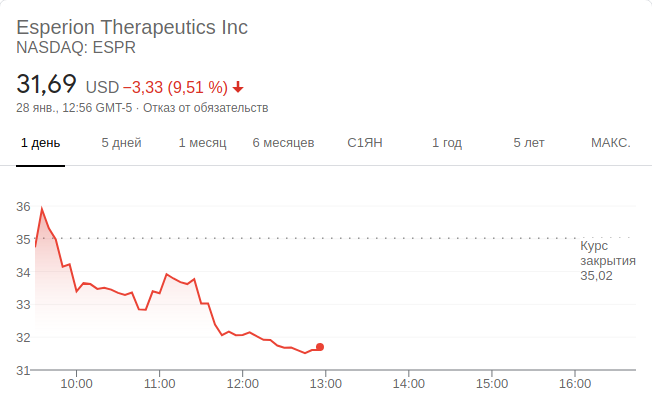 Esperion Therapeutics Inc
NASDAQ: ESPR
31,69 USD −3,33 (9,51 %)
28 янв., 12:56 GMT-5 · Отказ от обязательств
1 день 5 дней 1 месяц 6 месяцев С1ЯН 1 год 5 лет МАКС.
36
35
Курс
закрытия
35,02
34
33
32
31
10:00 11:00 12:00 13:00 14:00 15:00 16:00